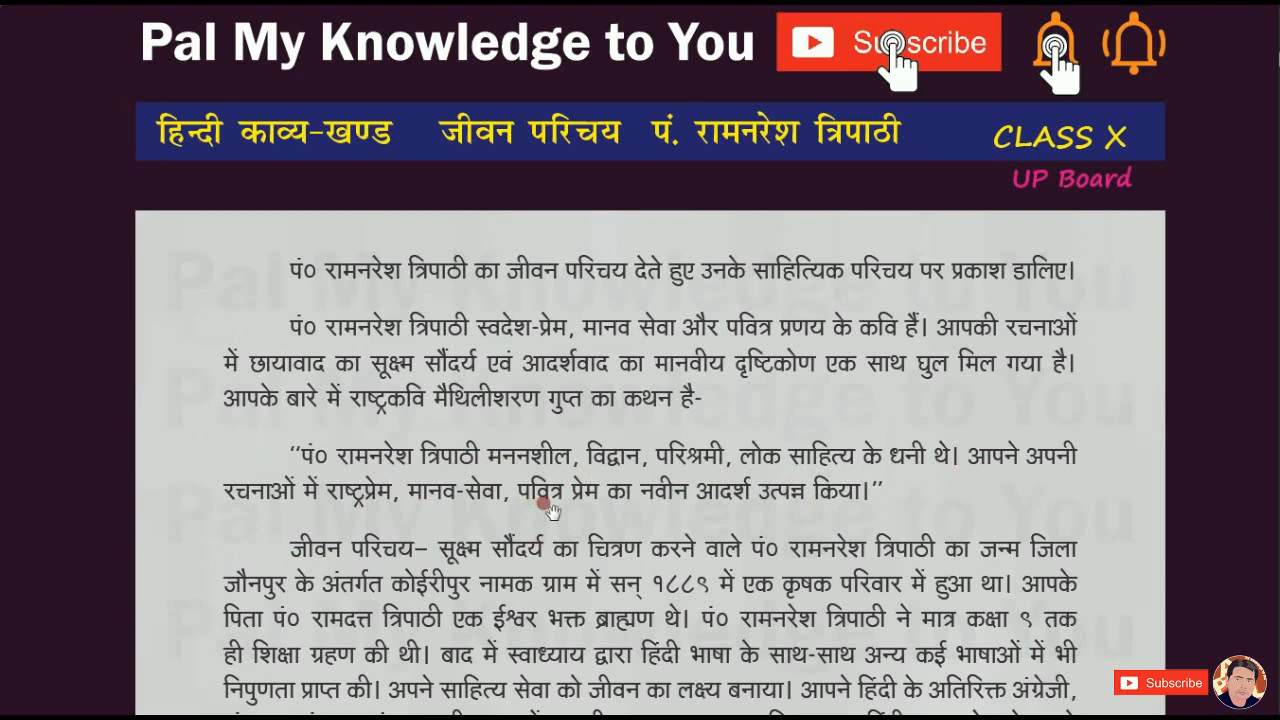 Pal My Knowledge to You
Subscribe
हिन्दी काव्य-खण्ड जीवन परिचय पं. रामनरेश त्रिपाठी CLASS X
UP Board
पं० रामनरेश त्रिपाठी का जीवन परिचय देते हुए उनके साहित्यिक परिचय पर प्रकाश डालिए।
पं० रामनरेश त्रिपाठी स्वदेश-प्रेम, मानव सेवा और पवित्र प्रणय के कवि हैं। आपकी रचनाओं
में छायावाद का सूक्ष्म सौंदर्य एवं आदर्शवाद का मानवीय दृष्टिकोण एक साथ घुल मिल गया है।
आपके बारे में राष्ट्रकवि मैथिलीशरण गुप्त का कथन है-
‘‘पं० रामनरेश त्रिपाठी मननशील, विद्वान, परिश्रमी, लोक साहित्य के धनी थे। आपने अपनी
रचनाओं में राष्ट्रप्रेम, मानव-सेवा, पवित्र प्रेम का नवीन आदर्श उत्पन्न किया।’’
जीवन परिचय– सूक्ष्म सौंदर्य का चित्रण करने वाले पं० रामनरेश त्रिपाठी का जन्म जिला
जौनपुर के अंतर्गत कोईरीपुर नामक ग्राम में सन् १८८९ में एक कृषक परिवार में हुआ था। आपके
पिता पं० रामदत्त त्रिपाठी एक ईश्वर भक्त ब्राह्मण थे। पं० रामनरेश त्रिपाठी ने मात्र कक्षा ९ तक
ही शिक्षा ग्रहण की थी। बाद में स्वाध्याय द्वारा हिंदी भाषा के साथ-साथ अन्य कई भाषाओं में भी
निपुणता प्राप्त की। अपने साहित्य सेवा को जीवन का लक्ष्य बनाया। आपने हिंदी के अतिरिक्त अंग्रेजी,
Subscribe